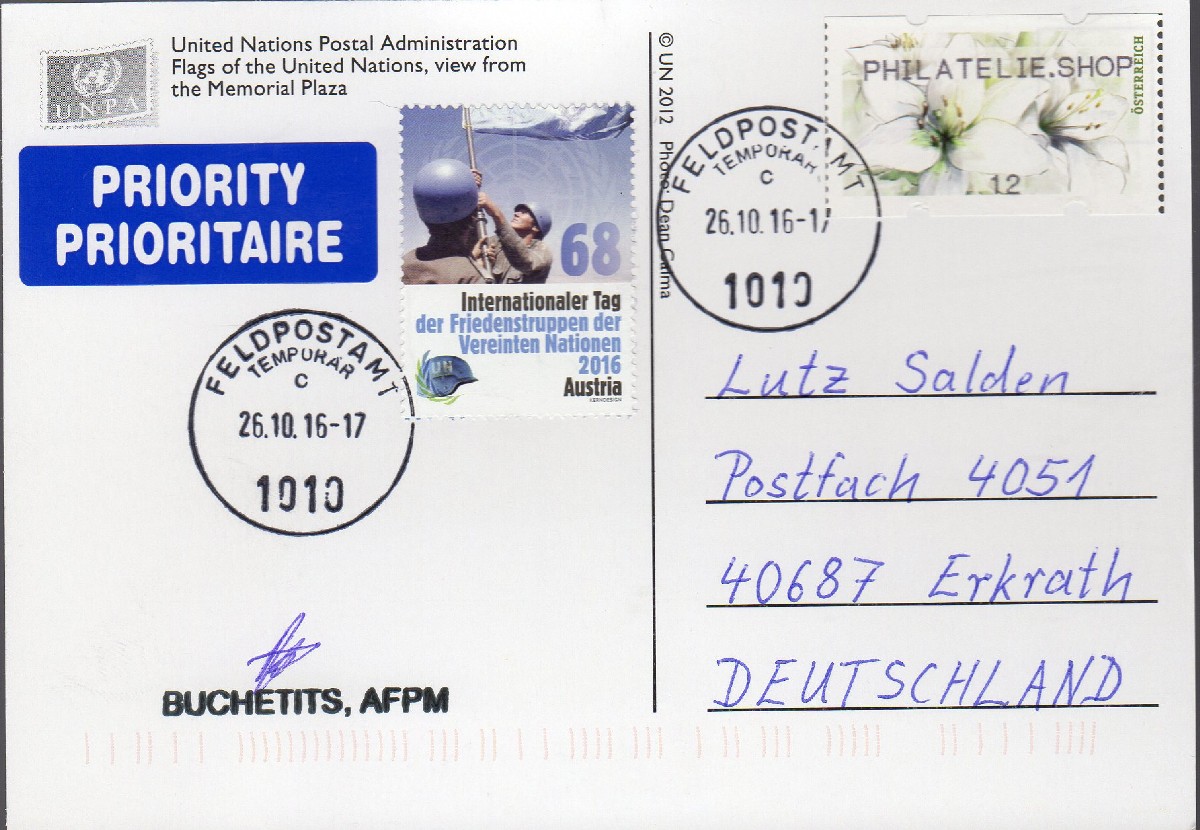 United Nations Postal Administration
Flags of the United Nations, view from
the Memorial Plaza
UNPA
PRIORITY
PRIORITAIRE
68
Internationaler Tag
der Friedenstruppen der
Vereinten Nationen
2016
UN
Austria
KERNDESIGN
FELDPOSTAMT
TEMPORÄR
C
26.10.16-17
1010
BUCHETITS, AFPM
© UN 2012 Photo: Dean Calma
PHILATELIE.SHOP
ÖSTERREICH
12
FELDPOSTAMT
TEMPORÄR
C
26.10.16-17
1010
Lutz Salden
Postfach 4051
40687 Erkrath
DEUTSCHLAND